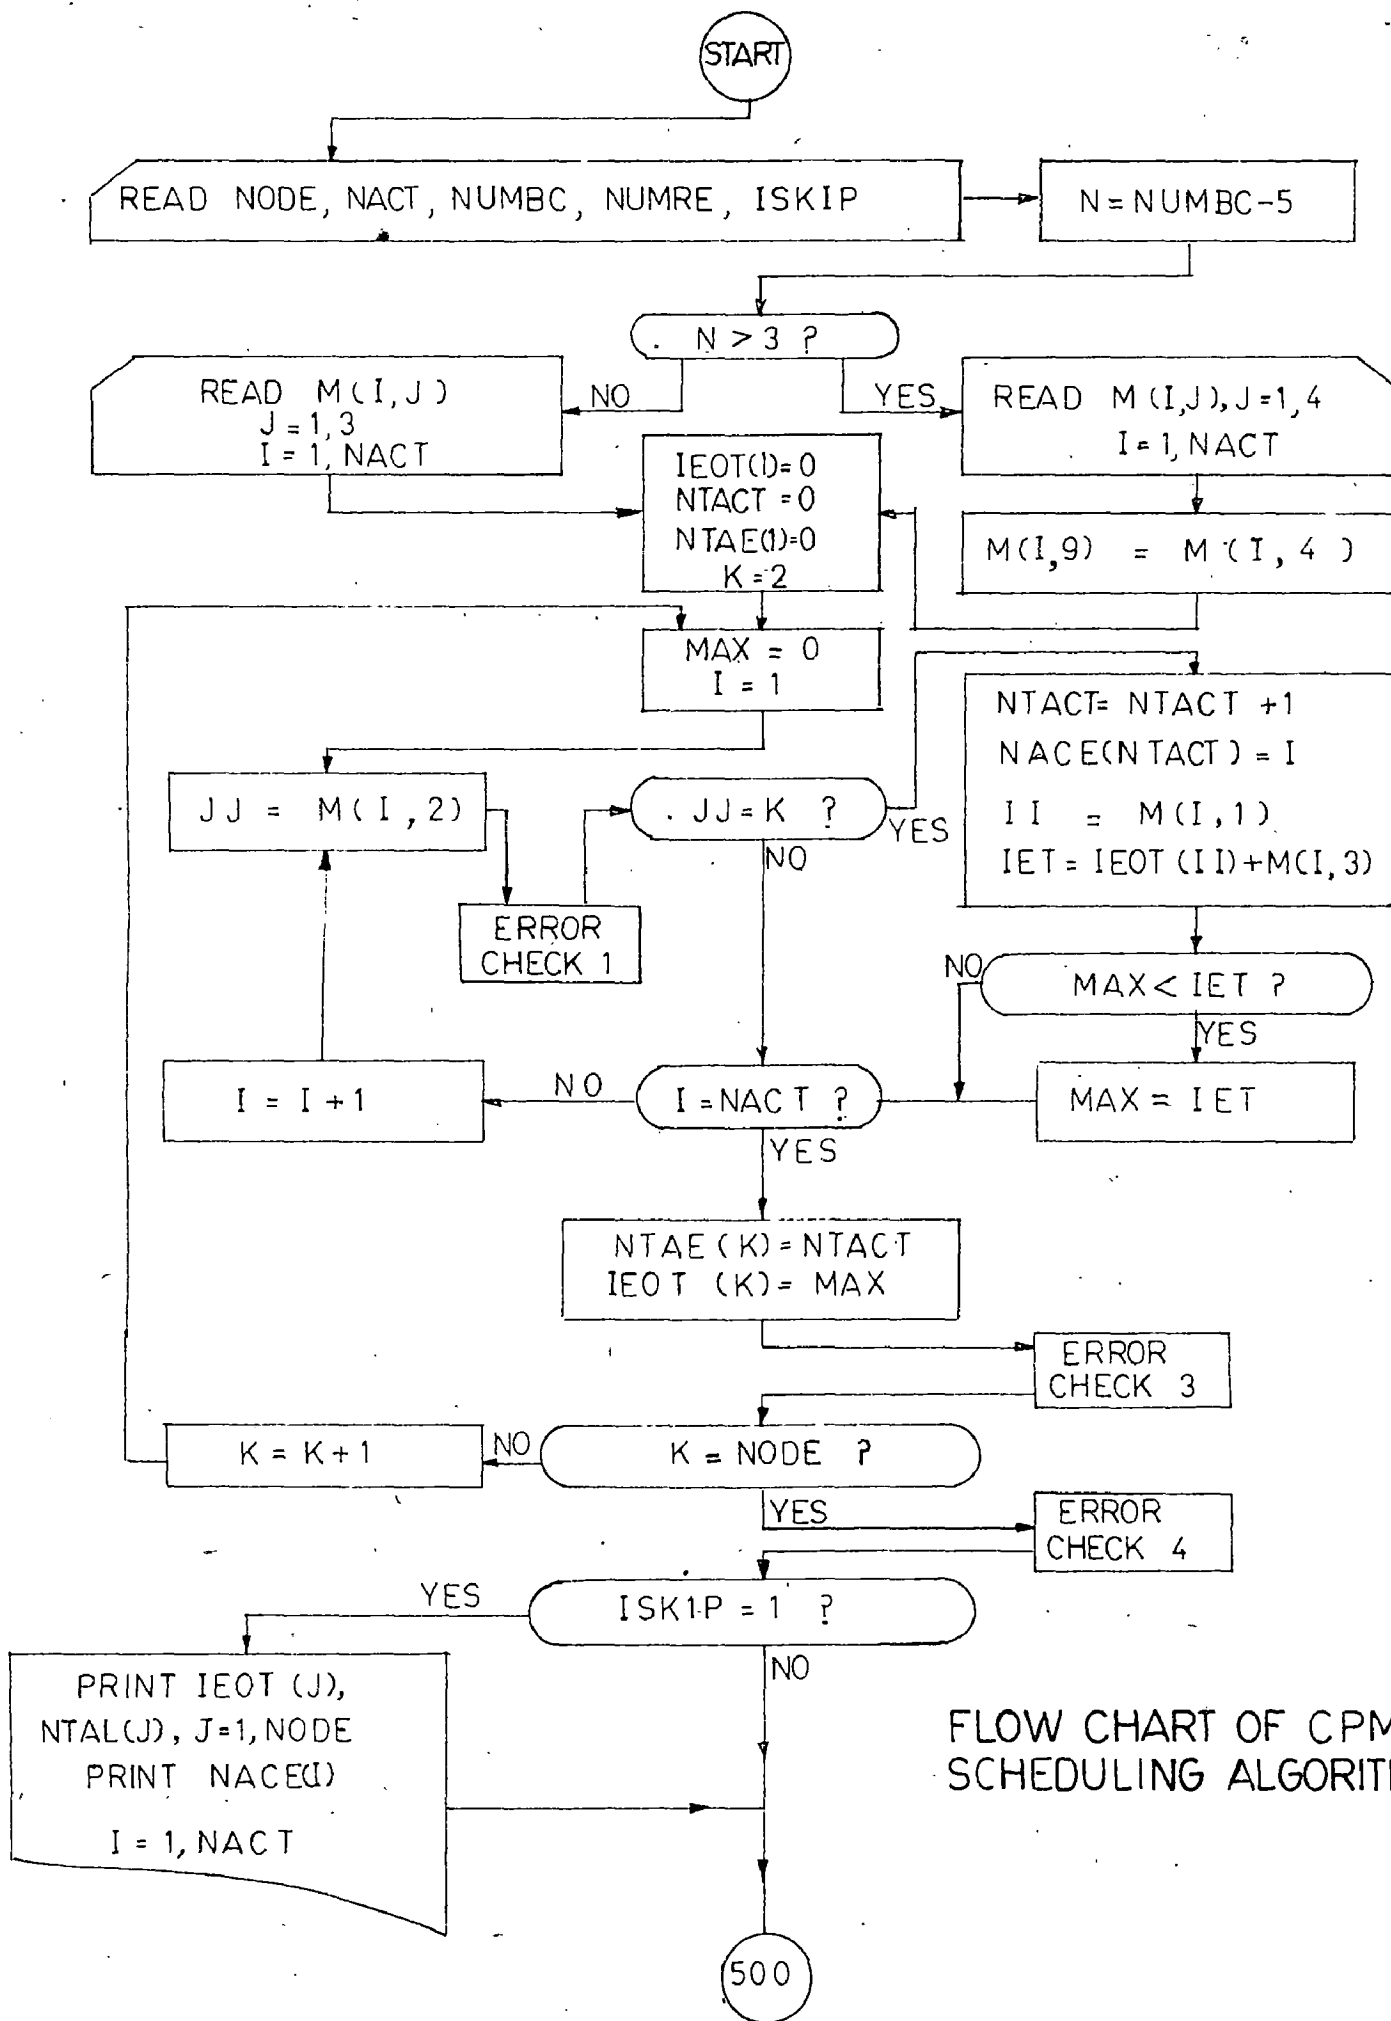 START
READ NODE, NACT, NUMBC, NUMRE, ISKIP
N = NUMBC-5
N > 3 ?
NO
YES
READ M(I,J)
J = 1,3
I = 1, NACT
READ M(I,J), J=1,4
I = 1, NACT
IEOT(1)=0
NTACT =0
NTAE(1)=0
K = 2
M(I,9) = M(I, 4)
MAX = 0
I = 1
NTACT= NTACT +1
NACE(NTACT) = I
II = M(I,1)
IET = IEOT(II)+M(I,3)
JJ = M(I,2)
JJ=K ?
YES
NO
ERROR
CHECK 1
NO
MAX < IET ?
YES
I = I+1
NO
I =NACT ?
MAX = IET
YES
NTAE(K)=NTACT
IEOT (K)= MAX
ERROR
CHECK 3
K = K+1
NO
K = NODE ?
YES
ERROR
CHECK 4
YES
ISK1P = 1 ?
NO
PRINT IEOT (J),
NTAL(J), J=1, NODE
PRINT NACE(I)
I = 1, NACT
FLOW CHART OF CPM
SCHEDULING
500